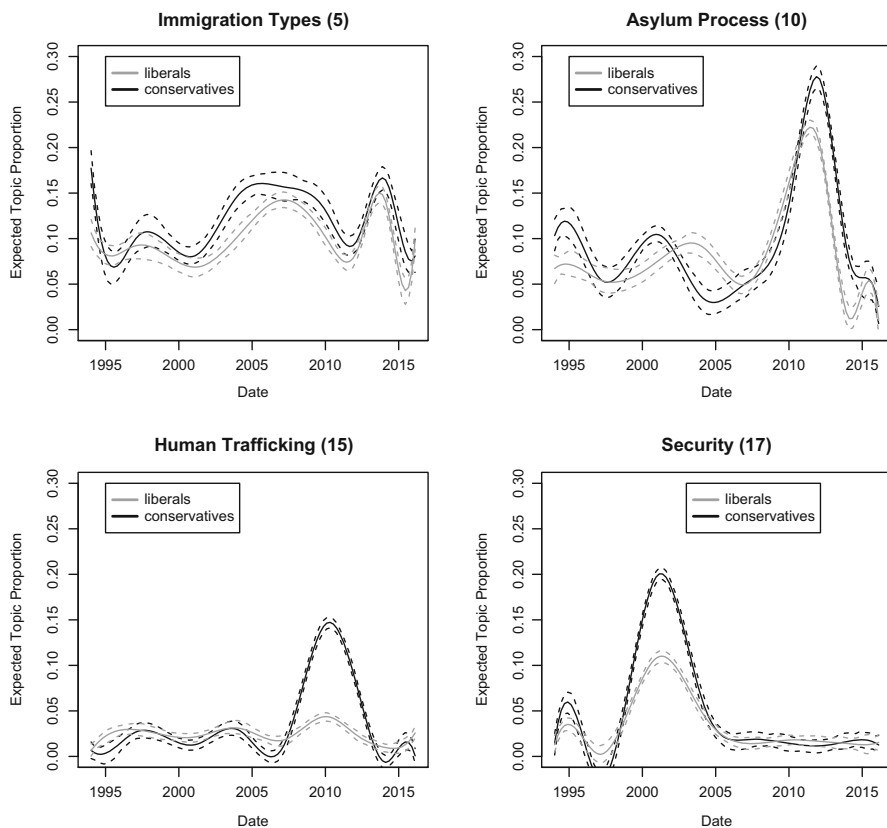 Immigration Types (5)
Expected Topic Proportion
0.30
0.25
0.20
0.15
0.10
0.05
0.00
liberals
conservatives
1995 2000 2005 2010 2015
Date
Asylum Process (10)
Expected Topic Proportion
0.30
0.25
0.20
0.15
0.10
0.05
0.00
liberals
conservatives
1995 2000 2005 2010 2015
Date
Human Trafficking (15)
Expected Topic Proportion
0.30
0.25
0.20
0.15
0.10
0.05
0.00
liberals
conservatives
1995 2000 2005 2010 2015
Date
Security (17)
Expected Topic Proportion
0.30
0.25
0.20
0.15
0.10
0.05
0.00
liberals
conservatives
1995 2000 2005 2010 2015
Date